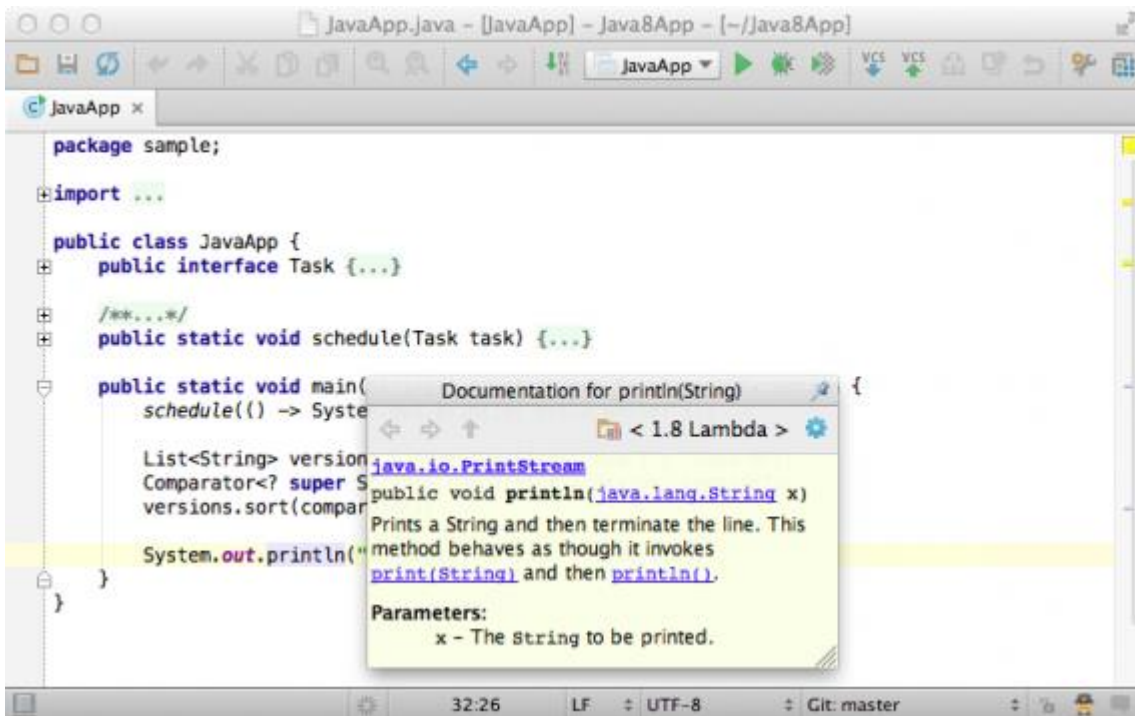 JavaApp.java – [JavaApp] – Java8App – [~/Java8App]
JavaApp
VCS VCS
JavaApp ×
package sample;
import ...
public class JavaApp {
public interface Task {...}
/**...*/
public static void schedule(Task task) {...}
public static void main( {
schedule(() -> Syste
List<String> version
Comparator<? super S
versions.sort(compar
System.out.println("
}
}
Documentation for println(String)
< 1.8 Lambda >
java.io.PrintStream
public void println(java.lang.String x)
Prints a String and then terminate the line. This
method behaves as though it invokes
print(String) and then println().
Parameters:
x – The String to be printed.
32:26 LF UTF-8 Git: master